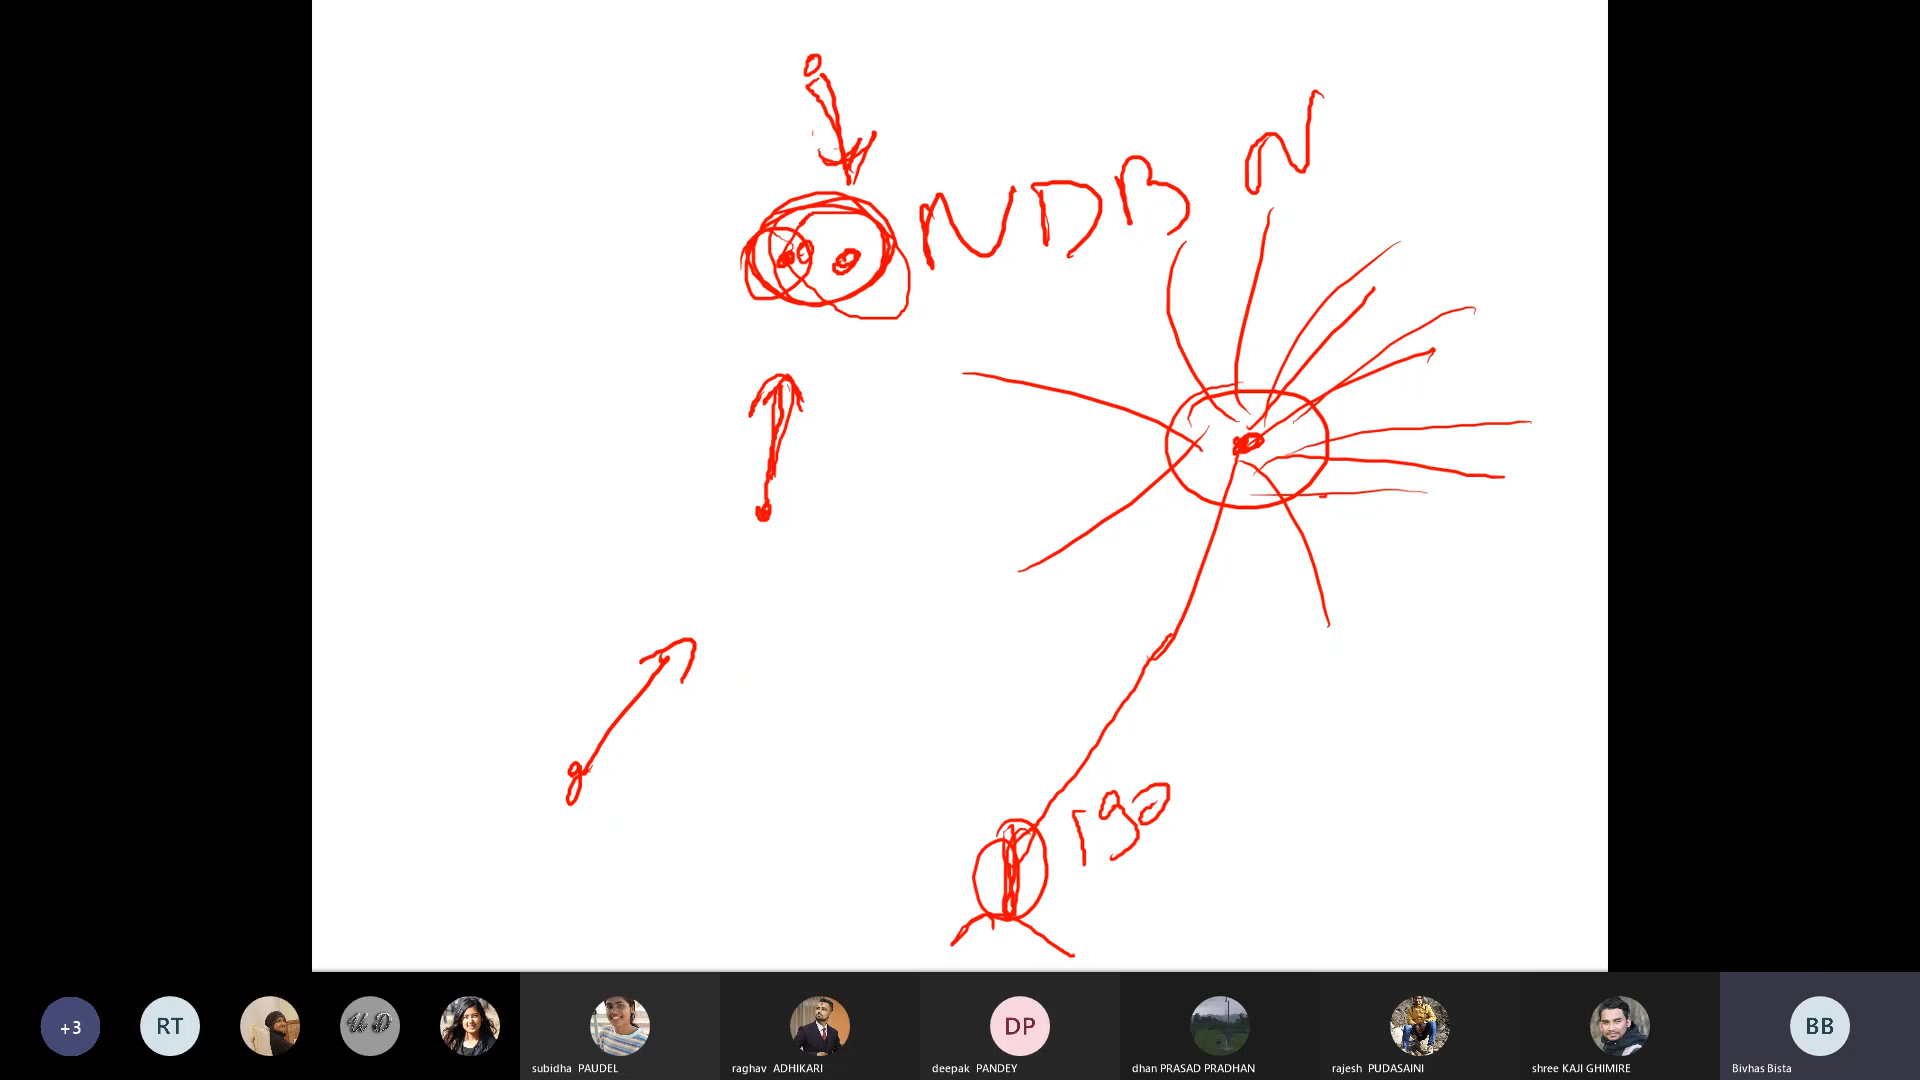 N
NDB
190
+3
RT
U D
DP
BB
subidha PAUDEL
raghav ADHIKARI
deepak PANDEY
dhan PRASAD PRADHAN
rajesh PUDASAINI
shree KAJI GHIMIRE
Bivhas Bista